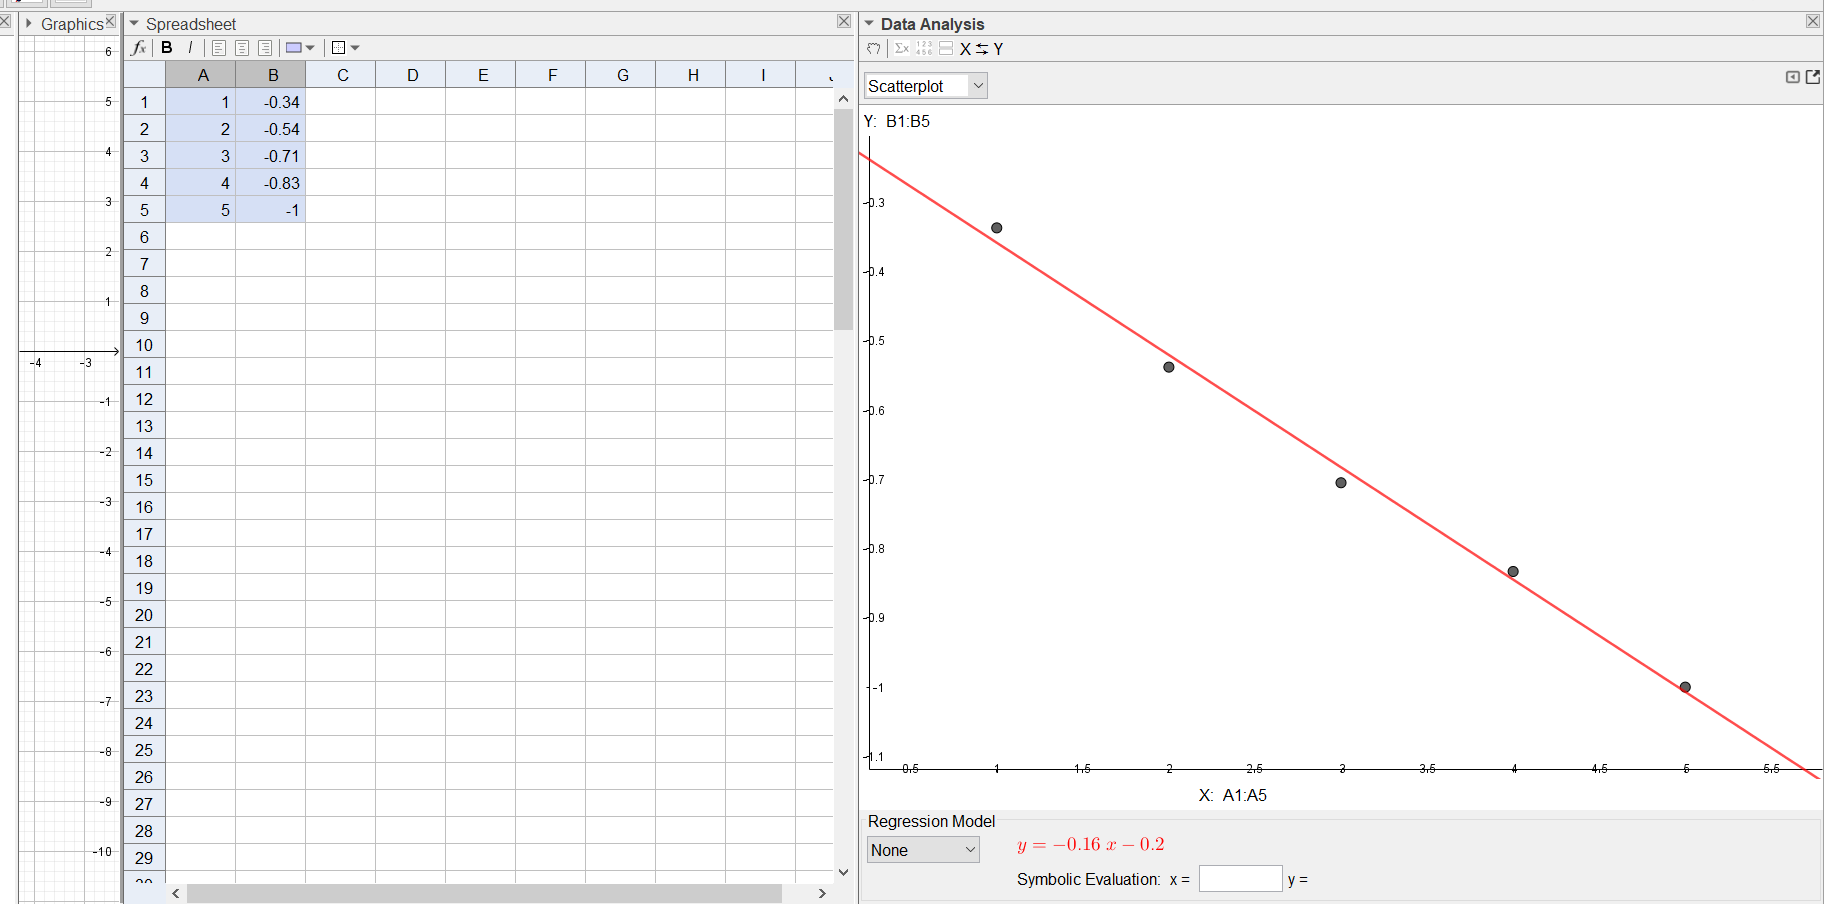 Graphics
6
5
4
3
2
1
-4 -3
-1
-2
-3
-4
-5
-6
-7
-8
-9
-10
Spreadsheet
fx B I
A B C D E F G H I
1 1 -0.34
2 2 -0.54
3 3 -0.71
4 4 -0.83
5 5 -1
6
7
8
9
10
11
12
13
14
15
16
17
18
19
20
21
22
23
24
25
26
27
28
29
Data Analysis
Σx 123 456 X ⇆ Y
Scatterplot
Y: B1:B5
-0.3
-0.4
-0.5
-0.6
-0.7
-0.8
-0.9
-1
-1.1
0.5 1 1.5 2 2.5 3 3.5 4 4.5 5 5.5
X: A1:A5
Regression Model
None
y = −0.16 x − 0.2
Symbolic Evaluation: x = y =